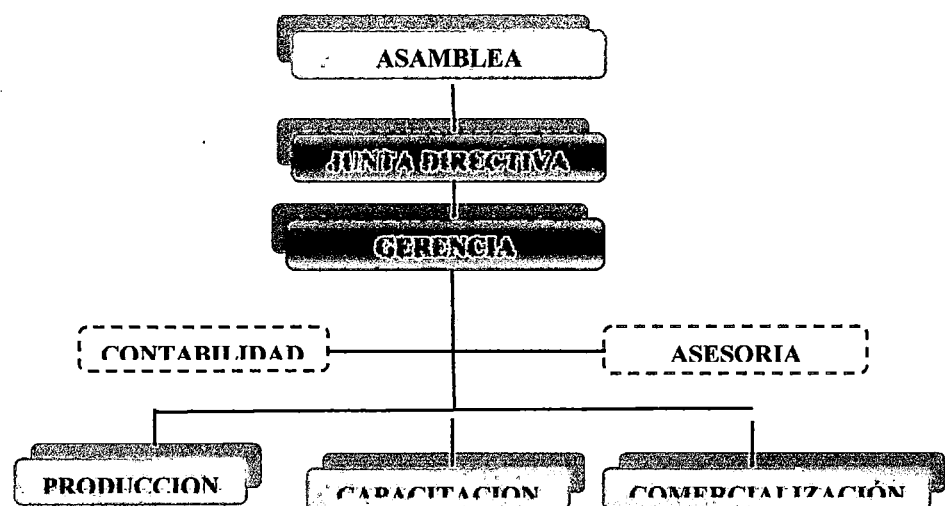 ASAMBLEA
JUNTA DIRECTIVA
GERENCIA
CONTABILIDAD
ASESORIA
PRODUCCION
CAPACITACION
COMERCIALIZACIÓN